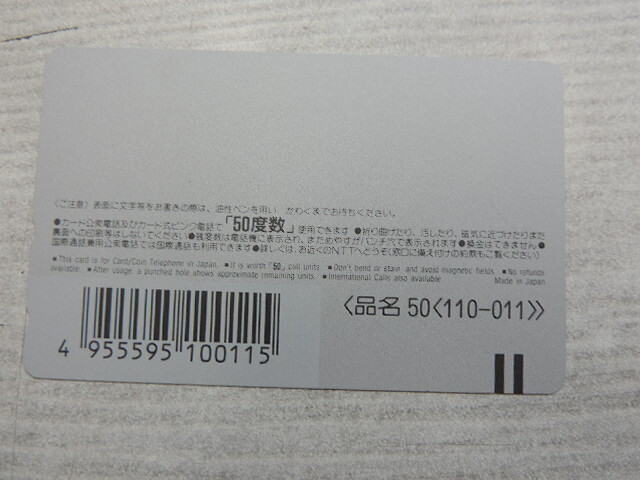 〈ご注意〉表面に文字等をお書きの際は、油性ペンを用い　かわくまでお待ちください。
●カード公衆電話及びカード式ピンク電話で「50度数」使用できます●折り曲げたり、汚したり、磁気に近づけたりまた
裏面への印刷等はしないでください●残度数は電話機に表示され、まためやすがパンチ穴で表示されます●換金はできません●
国際通話兼用公衆電話では国際通話も利用できます●詳しくは、お近くのNTTへどうぞ（窓口に備え付けの約款もご覧ください）
■This card is for Card/Coin Telephone in Japan. ■It is worth「50」call units ■Don't bend or stain and avoid magnetic fields. ■No refunds
available. ■After usage, a punched hole shows approximate remaining units. ■International Calls also available Made in Japan
〈品名 50〈110-011〉〉
4 955595 100115